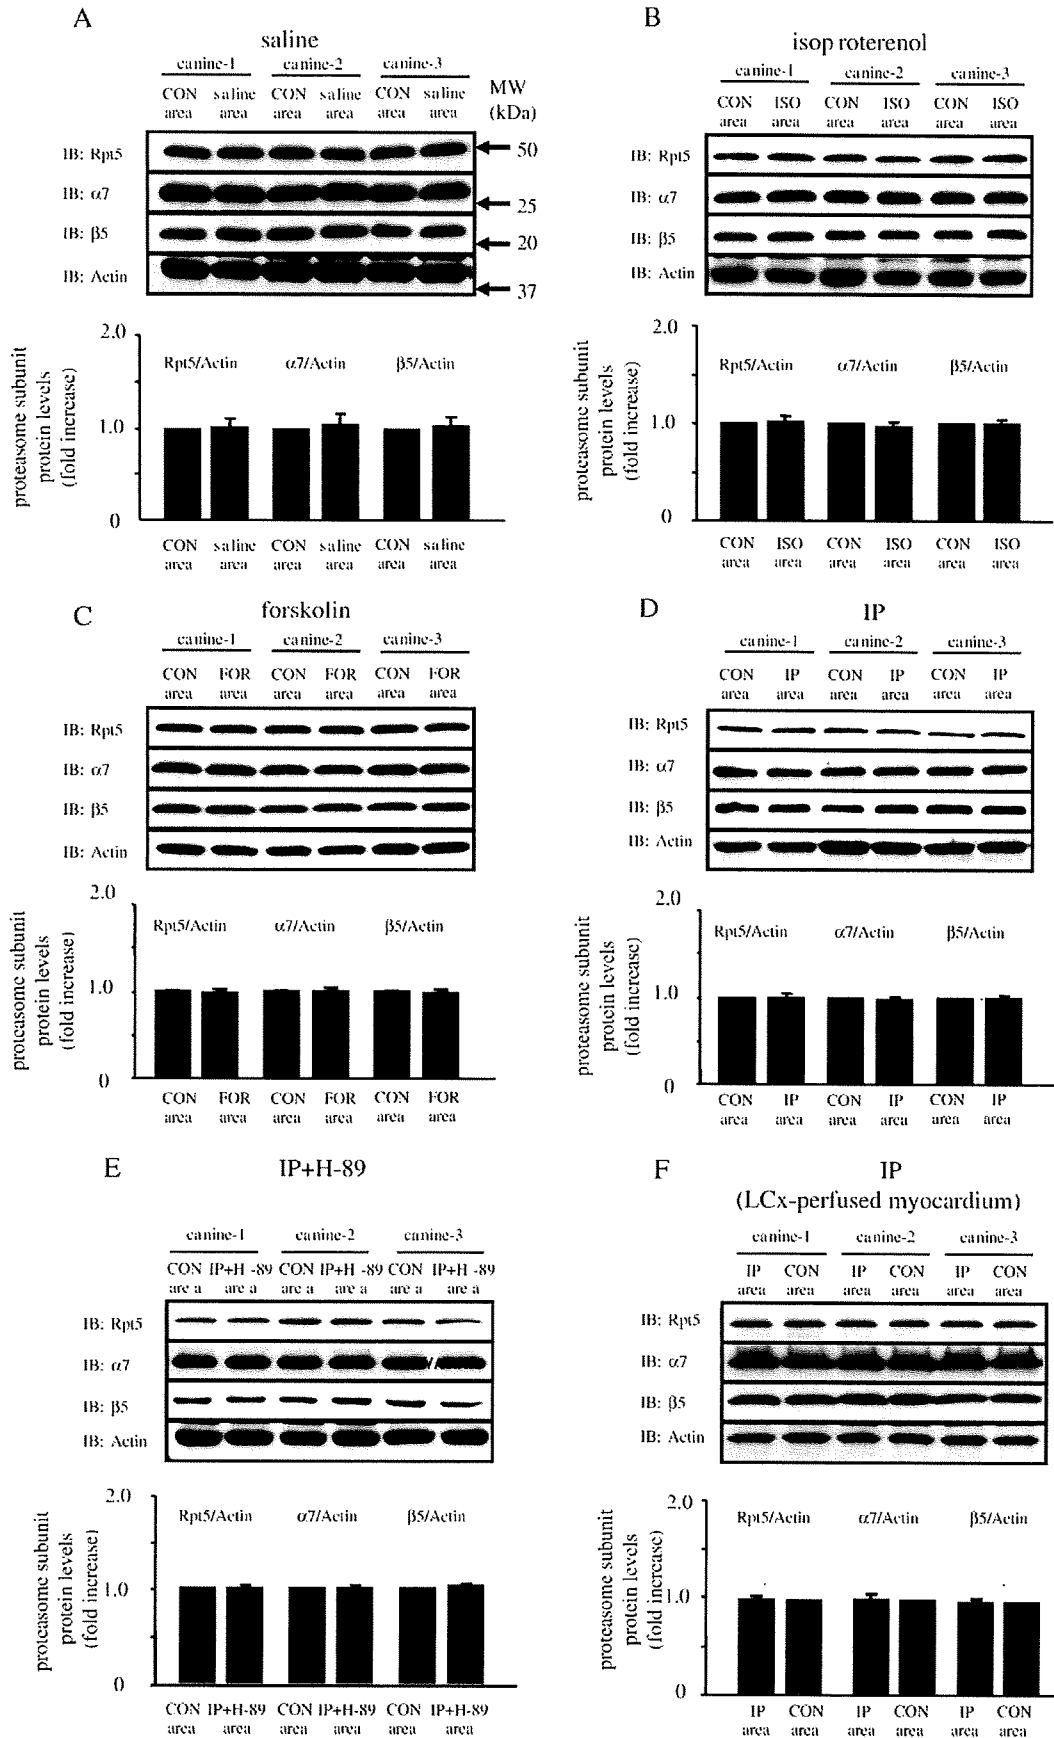 A
saline
canine-1 canine-2 canine-3
CON saline CON saline CON saline
area area area area area area
MW
(kDa)
IB: Rpt5
50
IB: α7
25
IB: β5
20
IB: Actin
37
2.0
Rpt5/Actin α7/Actin β5/Actin
1.0
0
proteasome subunit
protein levels
(fold increase)
CON saline CON saline CON saline
area area area area area area
B
isop roterenol
canine-1 canine-2 canine-3
CON ISO CON ISO CON ISO
area area area area area area
IB: Rpt5
IB: α7
IB: β5
IB: Actin
2.0
Rpt5/Actin α7/Actin β5/Actin
1.0
0
proteasome subunit
protein levels
(fold increase)
CON ISO CON ISO CON ISO
area area area area area area
C
forskolin
canine-1 canine-2 canine-3
CON FOR CON FOR CON FOR
area area area area area area
IB: Rpt5
IB: α7
IB: β5
IB: Actin
2.0
Rpt5/Actin α7/Actin β5/Actin
1.0
0
proteasome subunit
protein levels
(fold increase)
CON FOR CON FOR CON FOR
area area area area area area
D
IP
canine-1 canine-2 canine-3
CON IP CON IP CON IP
area area area area area area
IB: Rpt5
IB: α7
IB: β5
IB: Actin
2.0
Rpt5/Actin α7/Actin β5/Actin
1.0
0
proteasome subunit
protein levels
(fold increase)
CON IP CON IP CON IP
area area area area area area
E
IP+H-89
canine-1 canine-2 canine-3
CON IP+H -89 CON IP+H -89 CON IP+H -89
are a are a are a are a are a are a
IB: Rpt5
IB: α7
IB: β5
IB: Actin
2.0
Rpt5/Actin α7/Actin β5/Actin
1.0
0
proteasome subunit
protein levels
(fold increase)
CON IP+H-89 CON IP+H-89 CON IP+H-89
area area area area area area
F
IP
(LCx-perfused myocardium)
canine-1 canine-2 canine-3
IP CON IP CON IP CON
area area area area area area
IB: Rpt5
IB: α7
IB: β5
IB: Actin
2.0
Rpt5/Actin α7/Actin β5/Actin
1.0
0
proteasome subunit
protein levels
(fold increase)
IP CON IP CON IP CON
area area area area area area